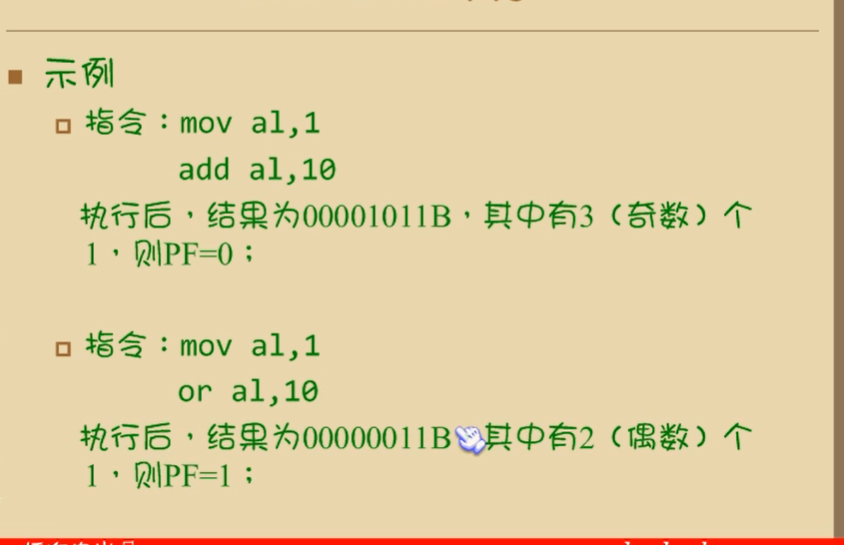 示例
指令：mov al,1
add al,10
执行后，结果为00001011B，其中有3（奇数）个
1，则PF=0；
指令：mov al,1
or al,10
执行后，结果为00000011B 其中有2（偶数）个
1，则PF=1；